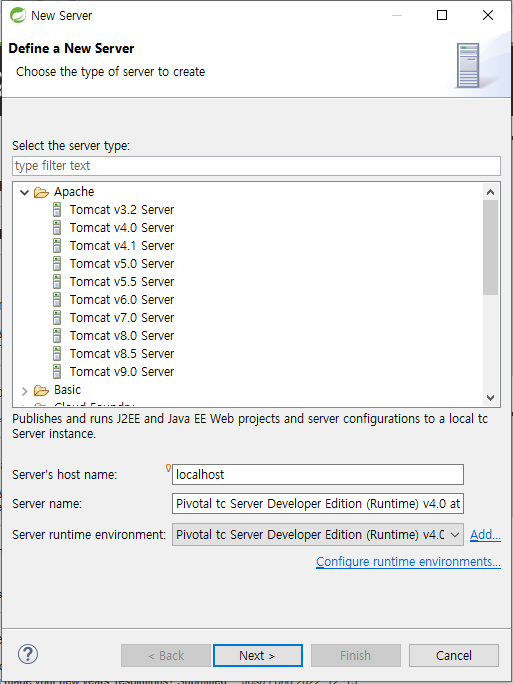 New Server
Define a New Server
Choose the type of server to create
Select the server type:
type filter text
Apache
Tomcat v3.2 Server
Tomcat v4.0 Server
Tomcat v4.1 Server
Tomcat v5.0 Server
Tomcat v5.5 Server
Tomcat v6.0 Server
Tomcat v7.0 Server
Tomcat v8.0 Server
Tomcat v8.5 Server
Tomcat v9.0 Server
Basic
Cloud Foundry
Publishes and runs J2EE and Java EE Web projects and server configurations to a local tc
Server instance.
Server's host name: localhost
Server name: Pivotal tc Server Developer Edition (Runtime) v4.0 at
Server runtime environment: Pivotal tc Server Developer Edition (Runtime) v4.0 Add...
Configure runtime environments...
? < Back Next > Finish Cancel